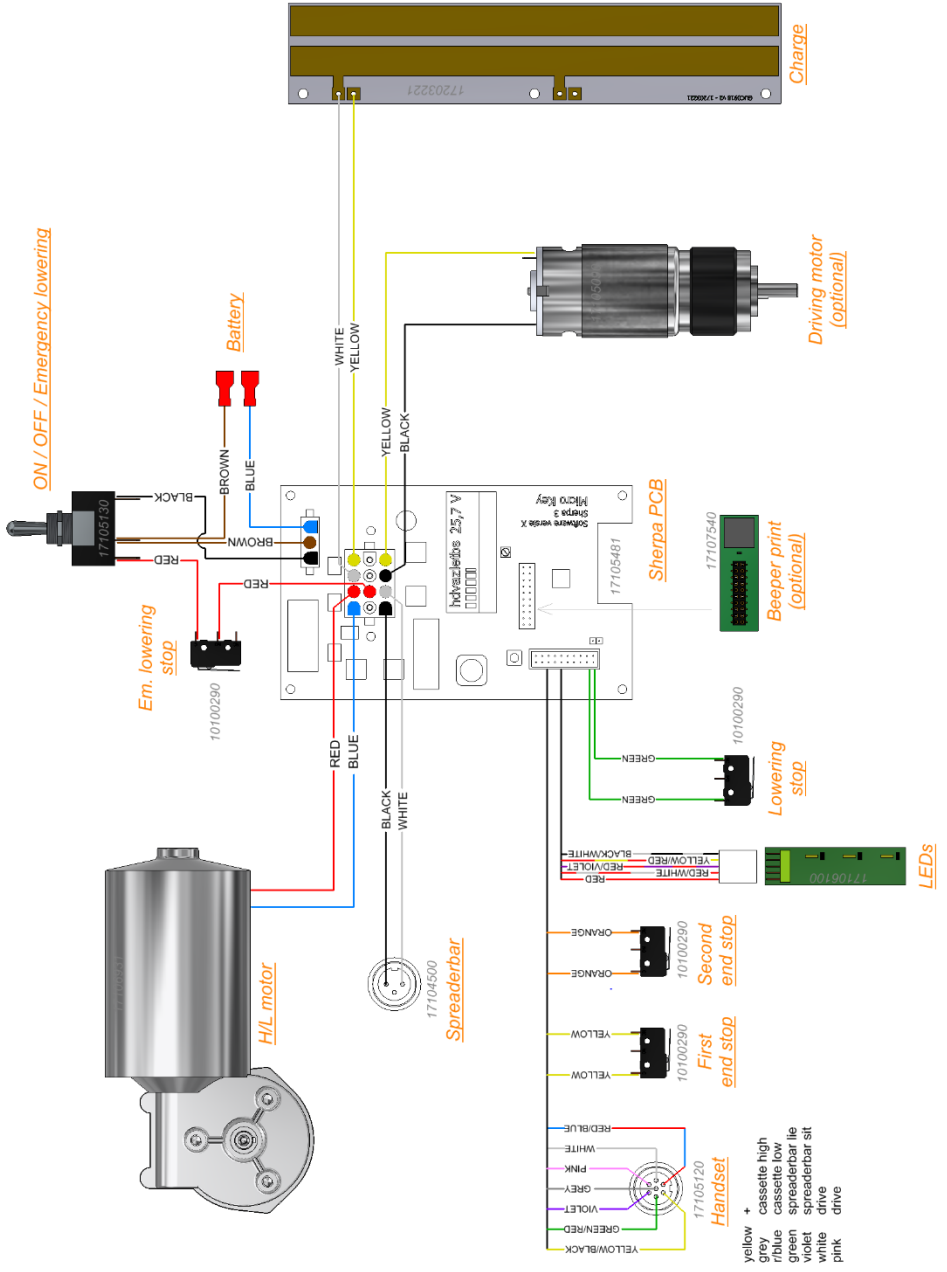 Charge
17203221
ON / OFF / Emergency lowering
Battery
17105130
BLACK
RED
BROWN
BLUE
BROWN
RED
WHITE
YELLOW
YELLOW
BLACK
Driving motor
(optional)
Em. lowering
stop
10100290
hdvazletbs 25,7 V
Software versie X
Sherpa 3
Micro Key
17105481
Sherpa PCB
17107540
Beeper print
(optional)
RED
BLUE
BLACK
WHITE
H/L motor
17104500
Spreaderbar
GREEN
GREEN
10100290
Lowering
stop
BLACK/WHITE
YELLOW/RED
RED/VIOLET
RED/WHITE
RED
17106100
LEDs
ORANGE
ORANGE
10100290
Second
end stop
YELLOW
YELLOW
10100290
First
end stop
RED/BLUE
WHITE
PINK
GREY
VIOLET
GREEN/RED
YELLOW/BLACK
17105120
Handset
yellow +
grey cassette high
r/blue cassette low
green spreaderbar lie
violet spreaderbar sit
white drive
pink drive